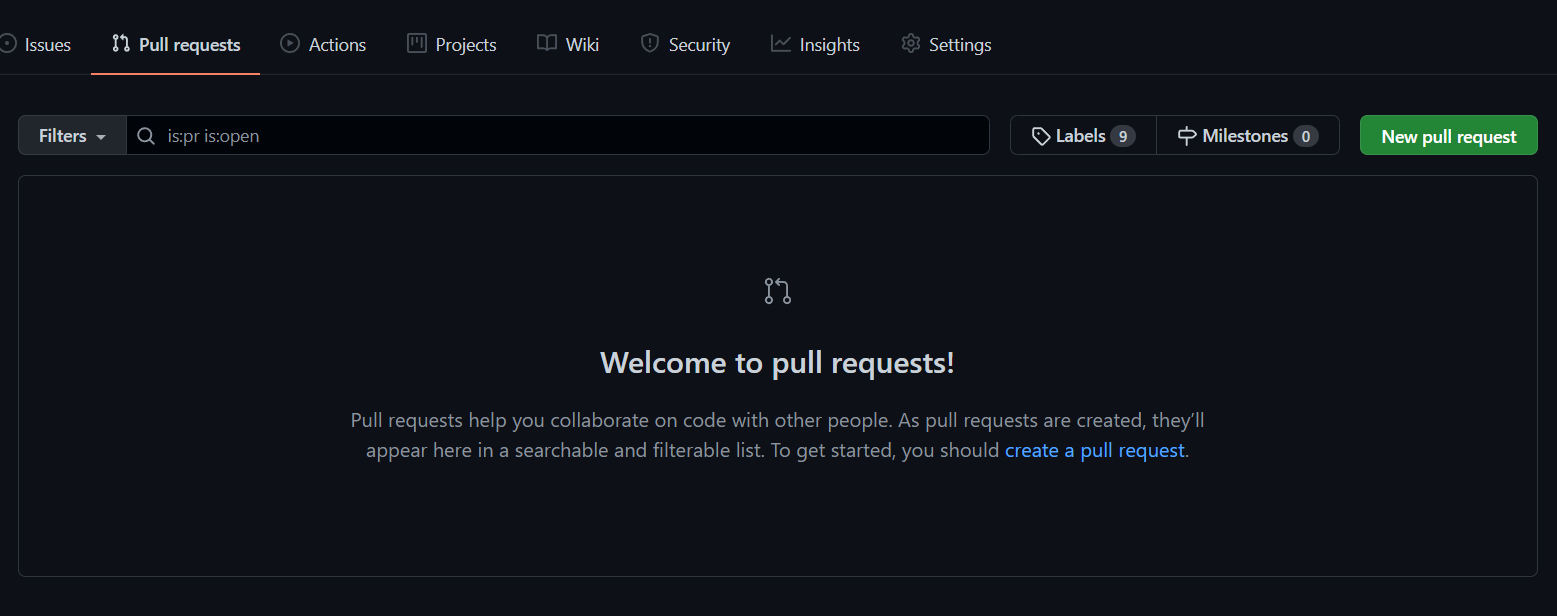 Issues Pull requests Actions Projects Wiki Security Insights Settings
Filters is:pr is:open Labels 9 Milestones 0 New pull request
Welcome to pull requests!
Pull requests help you collaborate on code with other people. As pull requests are created, they’ll
appear here in a searchable and filterable list. To get started, you should create a pull request.